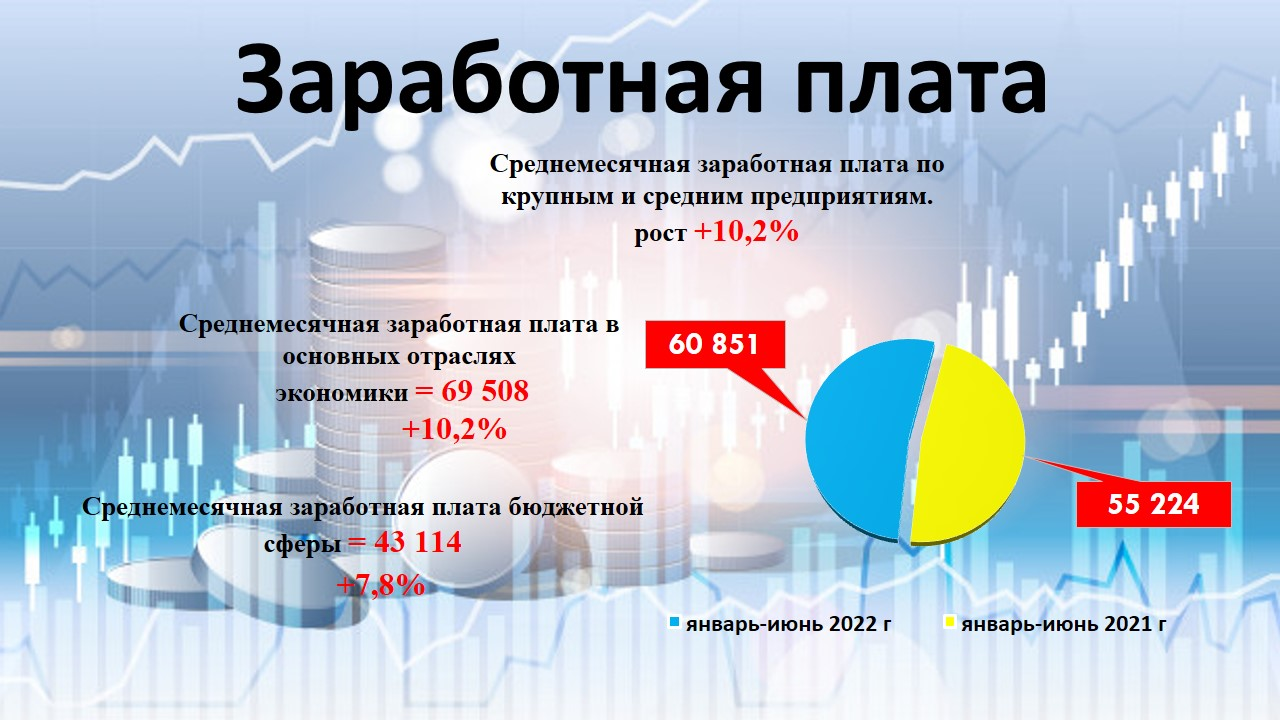 Заработная плата
Среднемесячная заработная плата по
крупным и средним предприятиям.
рост +10,2%
Среднемесячная заработная плата в
основных отраслях
экономики = 69 508
+10,2%
Среднемесячная заработная плата бюджетной
сферы = 43 114
+7,8%
60 851
55 224
январь-июнь 2022 г
январь-июнь 2021 г